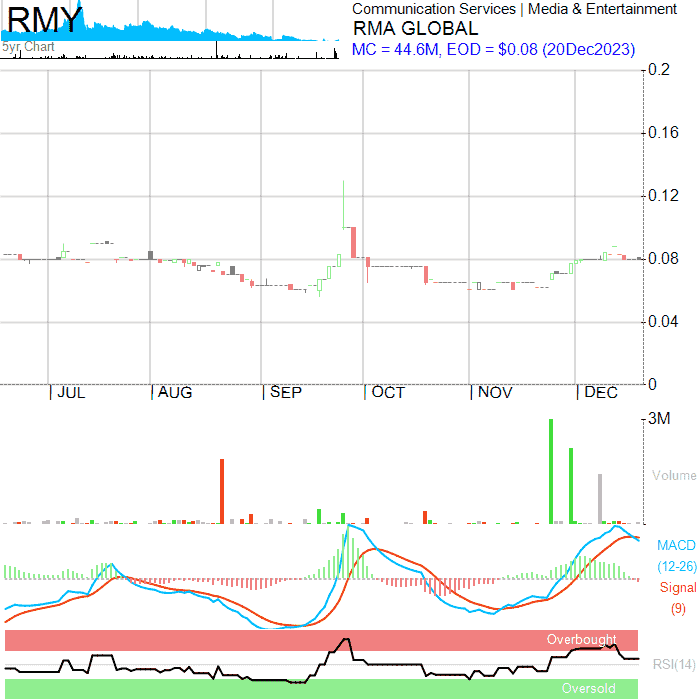 RMY
Communication Services | Media & Entertainment
RMA GLOBAL
MC = 44.6M, EOD = $0.08 (20Dec2023)
5yr Chart
0.2
0.16
0.12
0.08
0.04
0
JUL
AUG
SEP
OCT
NOV
DEC
3M
Volume
MACD
(12-26)
Signal
(9)
Overbought
RSI(14)
Oversold